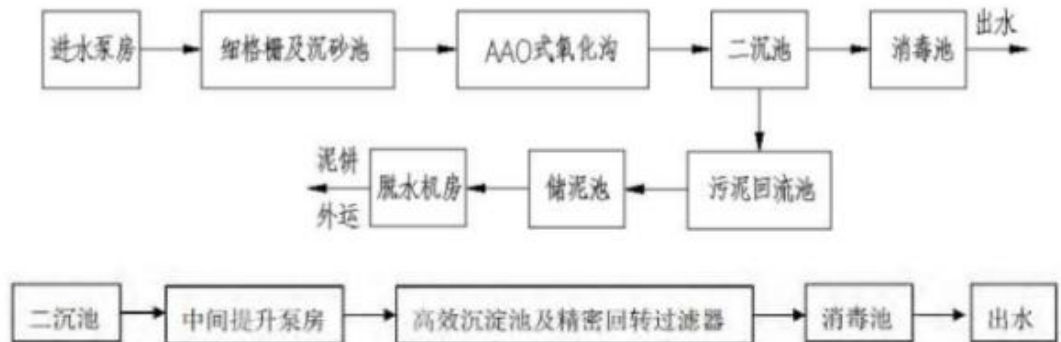 进水泵房
细格栅及沉砂池
AAO式氧化沟
二沉池
消毒池
出水
泥饼
外运
脱水机房
储泥池
污泥回流池
二沉池
中间提升泵房
高效沉淀池及精密回转过滤器
消毒池
出水